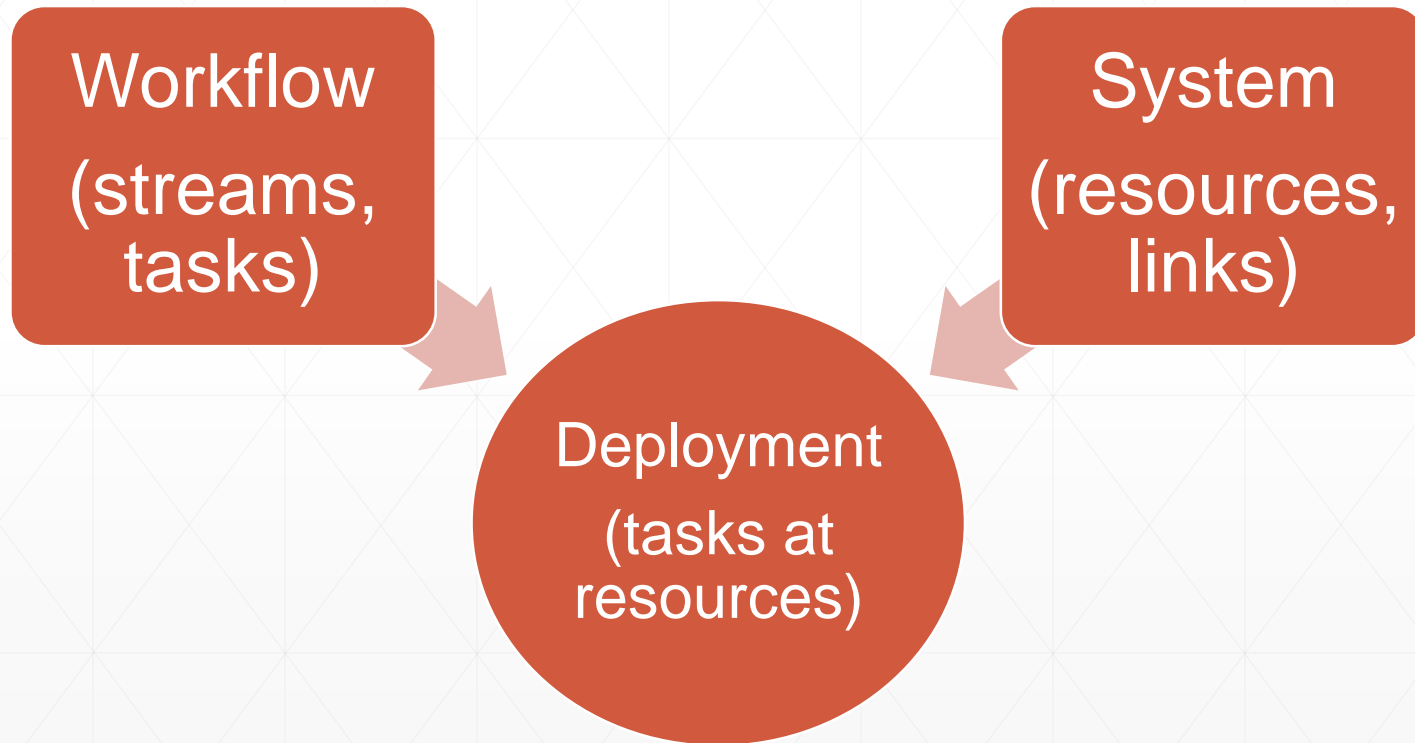 Workflow
(streams,
tasks)
System
(resources,
links)
Deployment
(tasks at
resources)